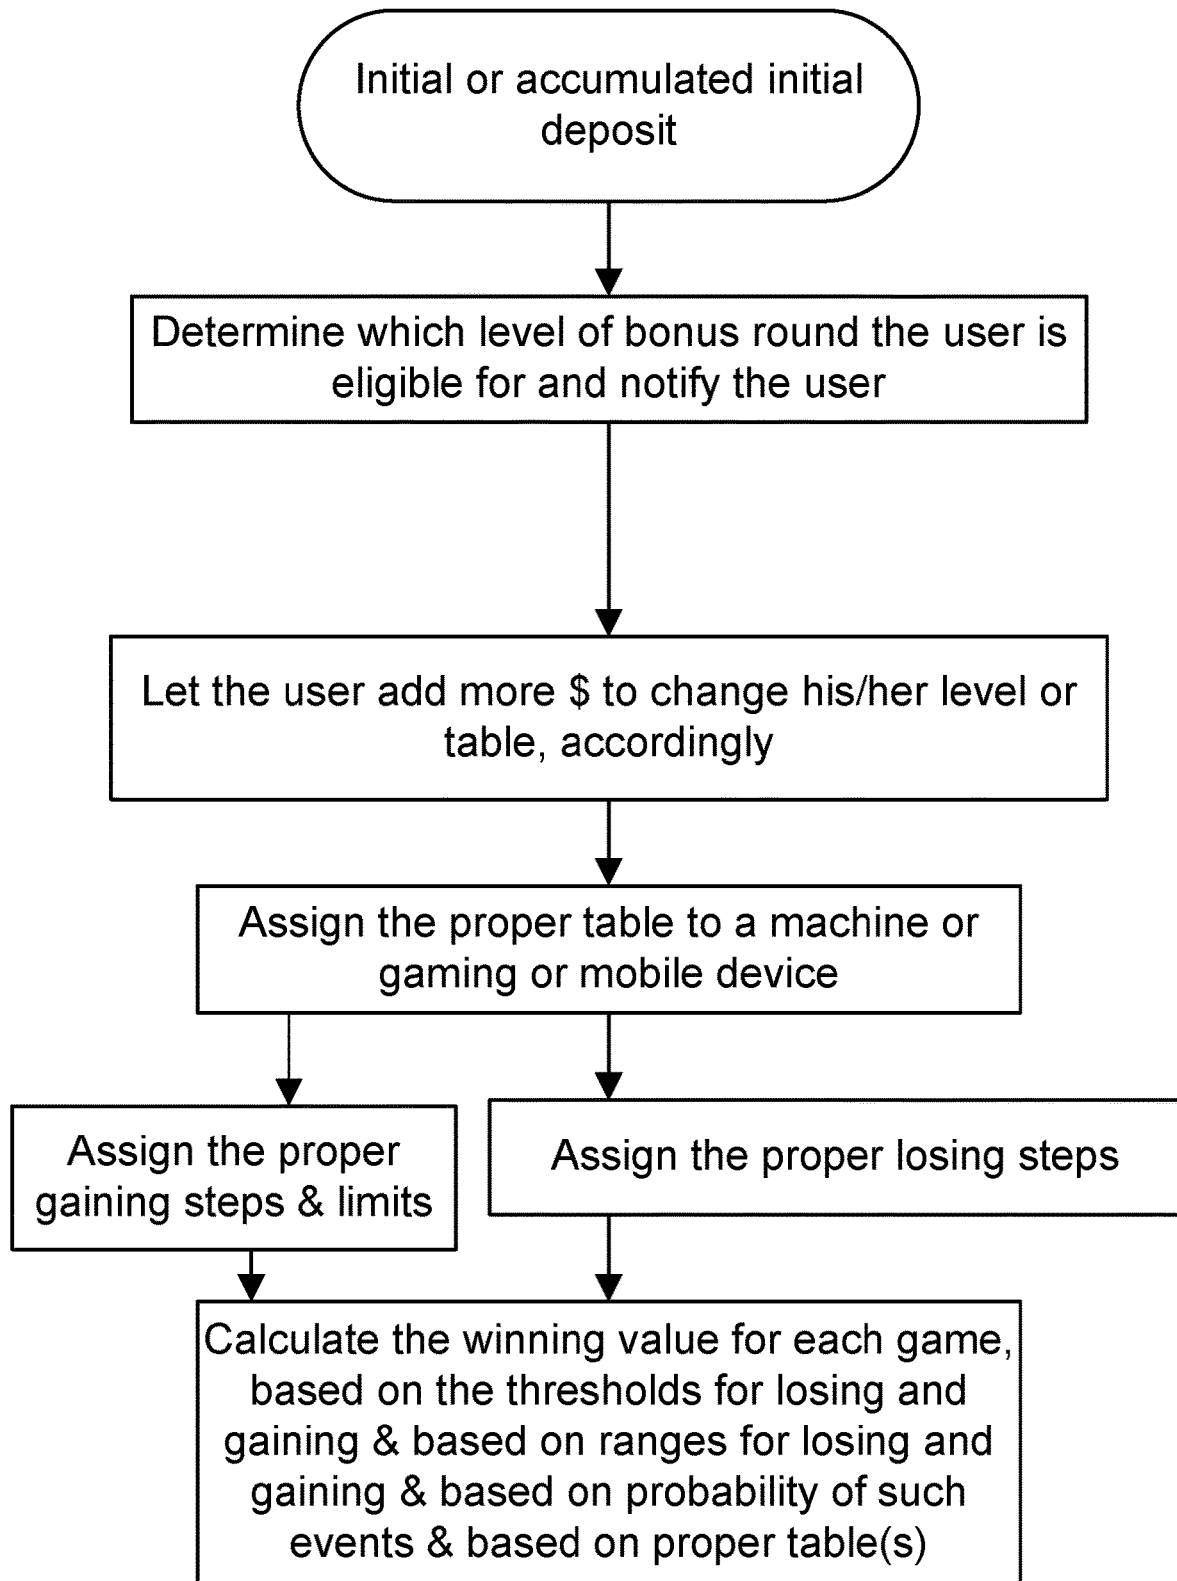 Initial or accumulated initial
deposit
Determine which level of bonus round the user is
eligible for and notify the user
Let the user add more $ to change his/her level or
table, accordingly
Assign the proper table to a machine or
gaming or mobile device
Assign the proper
gaining steps & limits
Assign the proper losing steps
Calculate the winning value for each game,
based on the thresholds for losing and
gaining & based on ranges for losing and
gaining & based on probability of such
events & based on proper table(s)